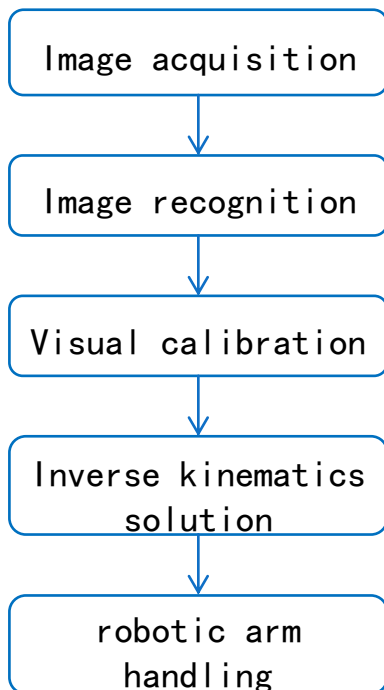 Image acquisition
Image recognition
Visual calibration
Inverse kinematics
solution
robotic arm
handling